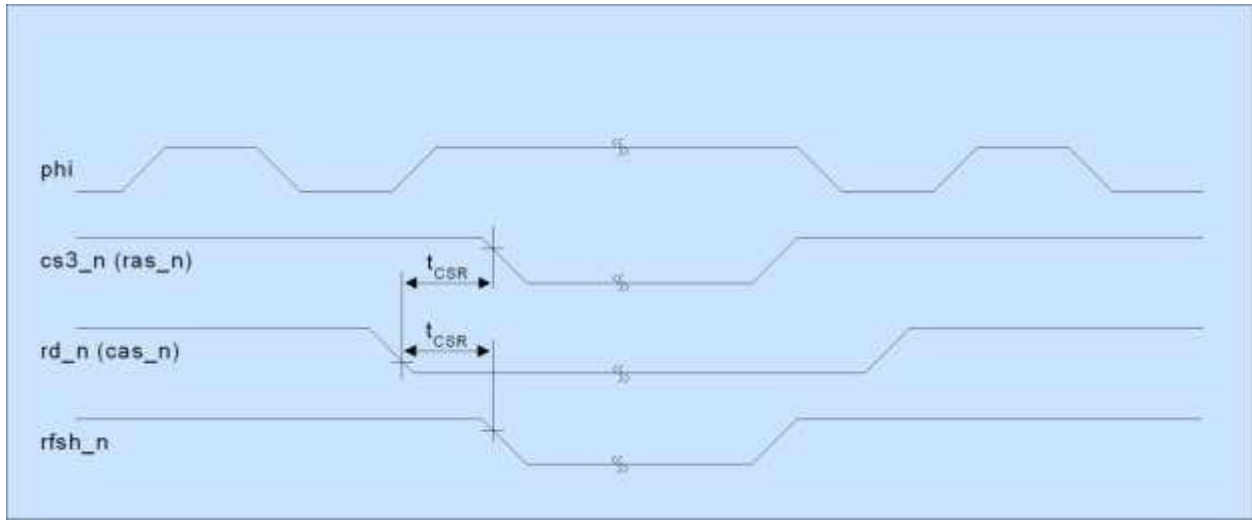 phi
cs3_n (ras_n)
tCSR
tCSR
rd_n (cas_n)
rfsh_n